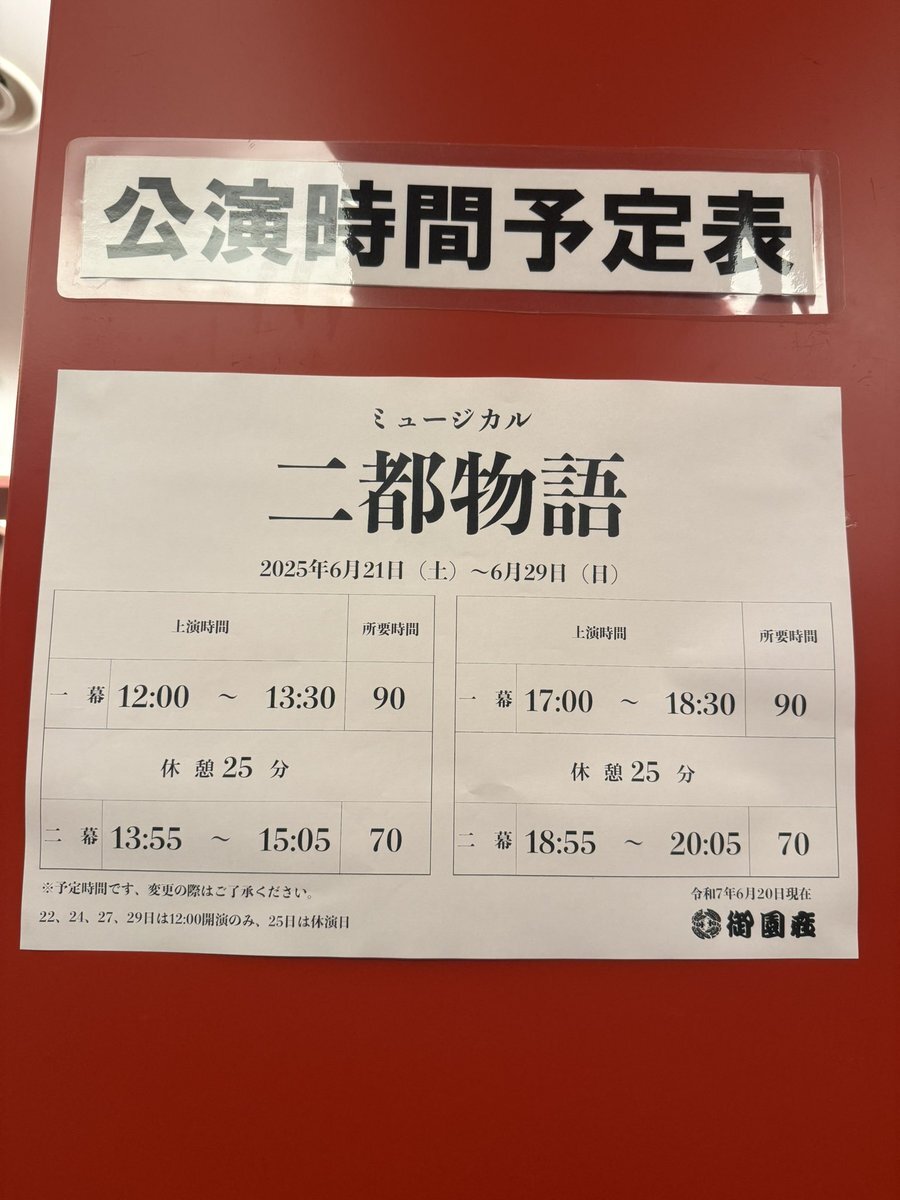 公演時間予定表
ミュージカル
二都物語
2025年6月21日（土）～6月29日（日）
上演時間 所要時間
一 幕 12:00 ～ 13:30 90
休 憩 25 分
二 幕 13:55 ～ 15:05 70
上演時間 所要時間
一 幕 17:00 ～ 18:30 90
休 憩 25 分
二 幕 18:55 ～ 20:05 70
※予定時間です、変更の際はご了承ください。
22、24、27、29日は12:00開演のみ、25日は休演日
令和7年6月20日現在
御園座